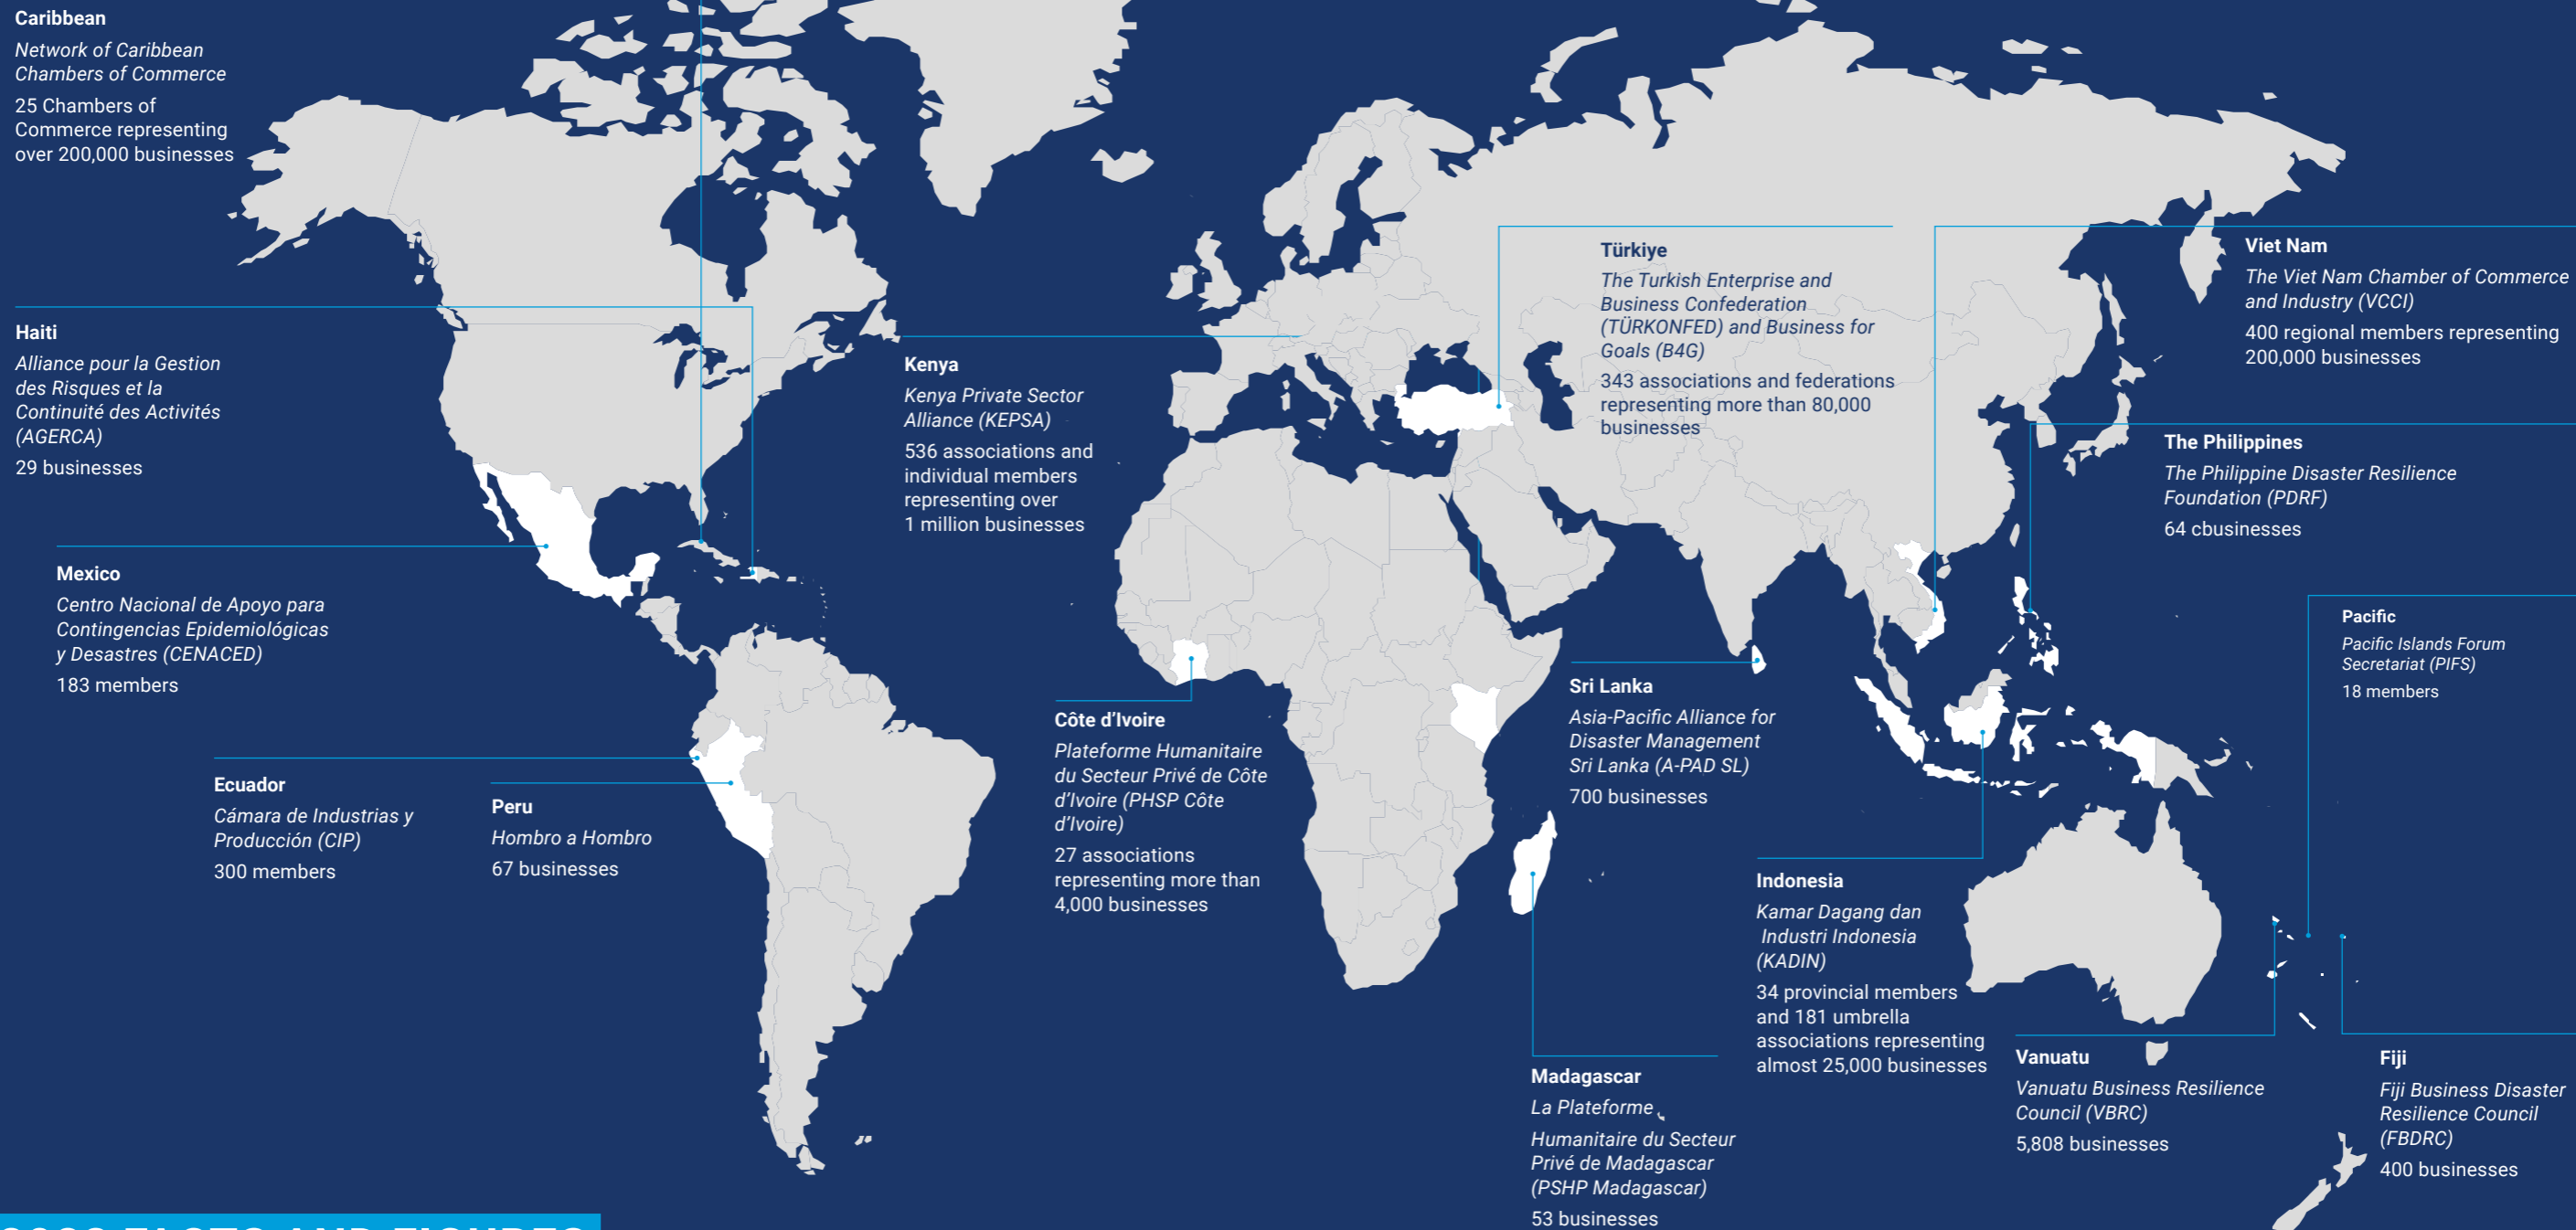 Caribbean
Network of Caribbean
Chambers of Commerce
25 Chambers of
Commerce representing
over 200,000 businesses
Haiti
Alliance pour la Gestion
des Risques et la
Continuité des Activités
(AGERCA)
29 businesses
Mexico
Centro Nacional de Apoyo para
Contingencias Epidemiológicas
y Desastres (CENACED)
183 members
Ecuador
Cámara de Industrias y
Producción (CIP)
300 members
Peru
Hombro a Hombro
67 businesses
Kenya
Kenya Private Sector
Alliance (KEPSA)
536 associations and
individual members
representing over
1 million businesses
Côte d’Ivoire
Plateforme Humanitaire
du Secteur Privé de Côte
d’Ivoire (PHSP Côte
d’Ivoire)
27 associations
representing more than
4,000 businesses
Türkiye
The Turkish Enterprise and
Business Confederation
(TÜRKONFED) and Business for
Goals (B4G)
343 associations and federations
representing more than 80,000
businesses
Sri Lanka
Asia-Pacific Alliance for
Disaster Management
Sri Lanka (A-PAD SL)
700 businesses
Madagascar
La Plateforme
Humanitaire du Secteur
Privé de Madagascar
(PSHP Madagascar)
53 businesses
Indonesia
Kamar Dagang dan
Industri Indonesia
(KADIN)
34 provincial members
and 181 umbrella
associations representing
almost 25,000 businesses
Viet Nam
The Viet Nam Chamber of Commerce
and Industry (VCCI)
400 regional members representing
200,000 businesses
The Philippines
The Philippine Disaster Resilience
Foundation (PDRF)
64 cbusinesses
Pacific
Pacific Islands Forum
Secretariat (PIFS)
18 members
Vanuatu
Vanuatu Business Resilience
Council (VBRC)
5,808 businesses
Fiji
Fiji Business Disaster
Resilience Council
(FBDRC)
400 businesses
FACTS AND FIGURES